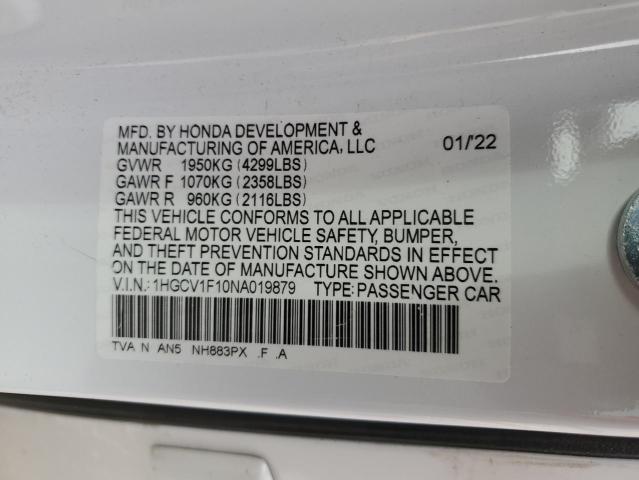 MFD. BY HONDA DEVELOPMENT &
MANUFACTURING OF AMERICA, LLC 01/'22
GVWR 1950KG (4299LBS)
GAWR F 1070KG (2358LBS)
GAWR R 960KG (2116LBS)
THIS VEHICLE CONFORMS TO ALL APPLICABLE
FEDERAL MOTOR VEHICLE SAFETY, BUMPER,
AND THEFT PREVENTION STANDARDS IN EFFECT
ON THE DATE OF MANUFACTURE SHOWN ABOVE.
V.I.N.: 1HGCV1F10NA019879 TYPE:PASSENGER CAR
TVA N AN5 NH883PX .F .A